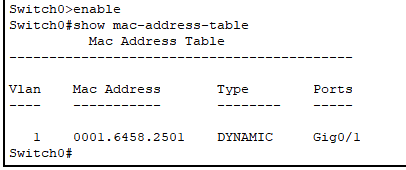 Switch0>enable
Switch0#show mac-address-table
          Mac Address Table
-------------------------------------------

Vlan    Mac Address       Type        Ports
----    -----------       --------    -----

   1    0001.6458.2501    DYNAMIC     Gig0/1
Switch0#